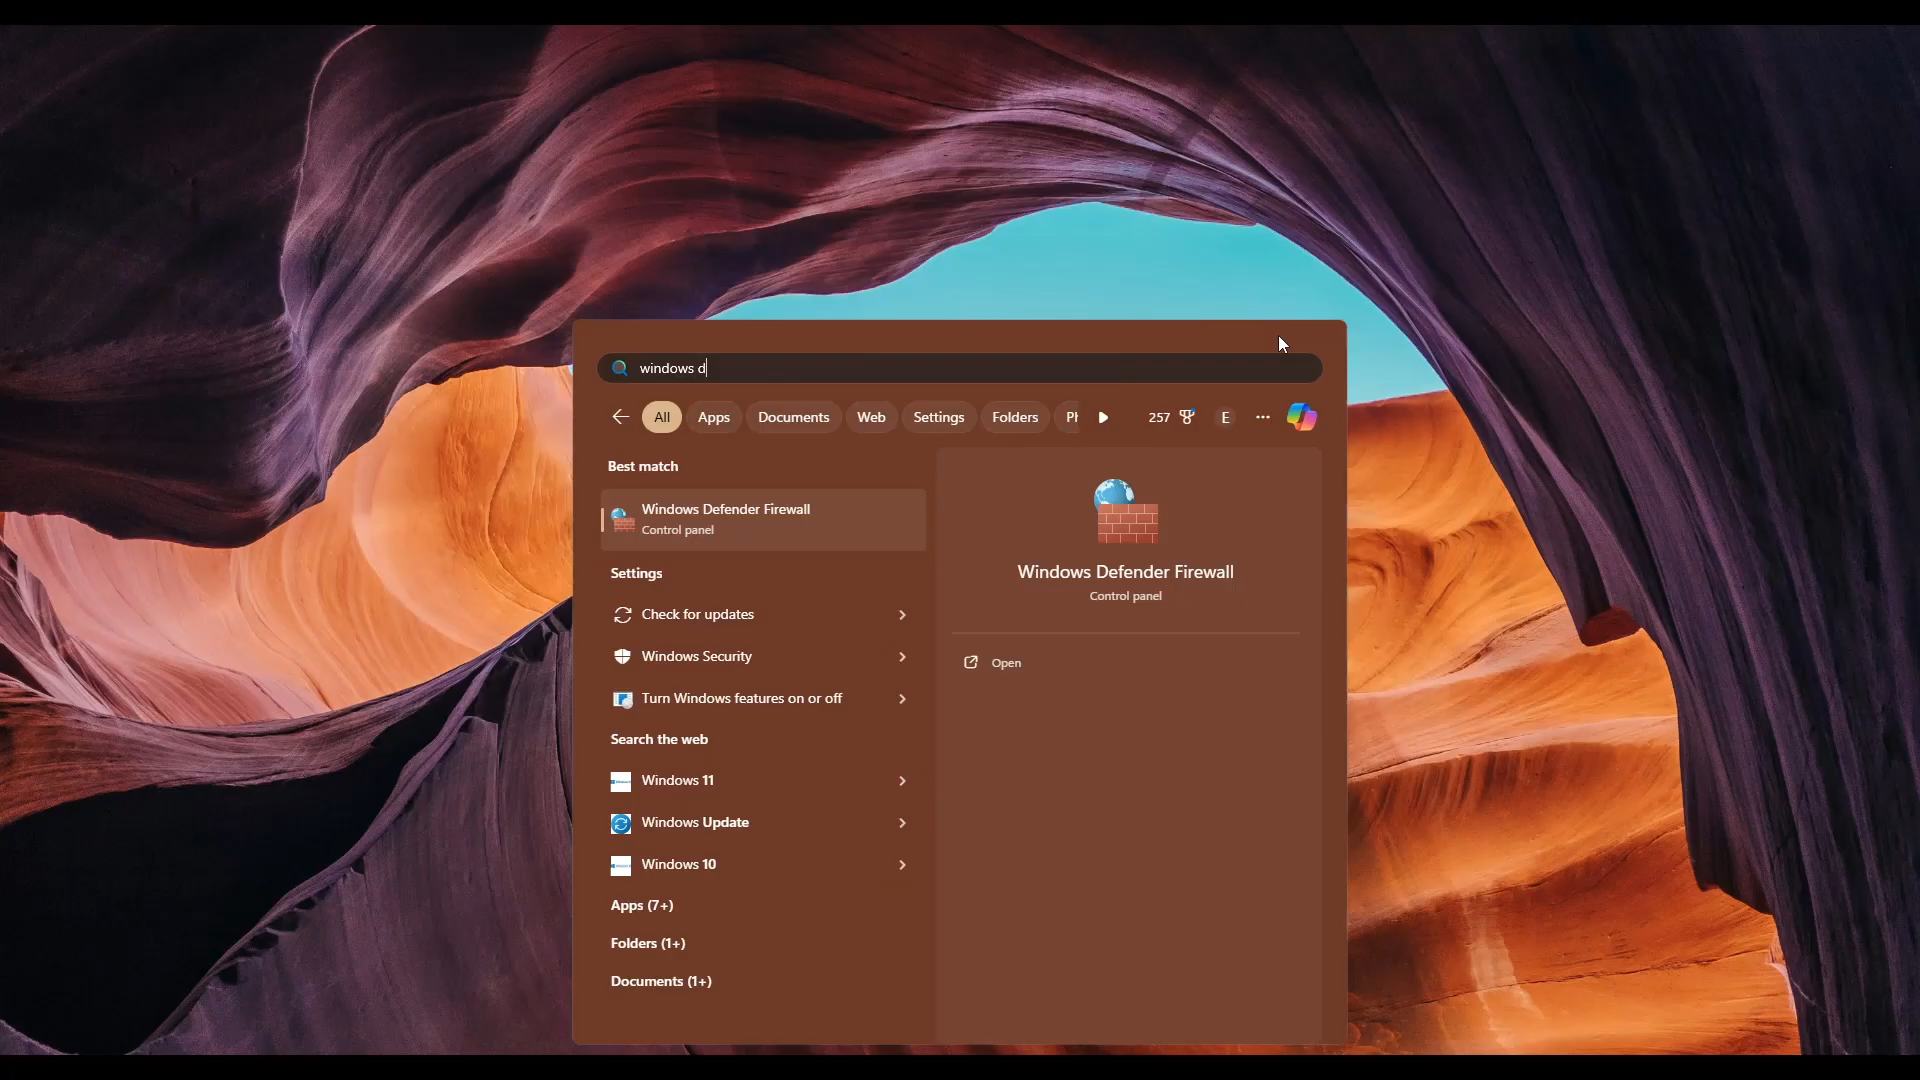 windows d
All Apps Documents Web Settings Folders Ph 257 E
Best match
Windows Defender Firewall
Control panel
Settings
Check for updates
Windows Security
Turn Windows features on or off
Search the web
Windows 11
Windows Update
Windows 10
Apps (7+)
Folders (1+)
Documents (1+)
Windows Defender Firewall
Control panel
Open